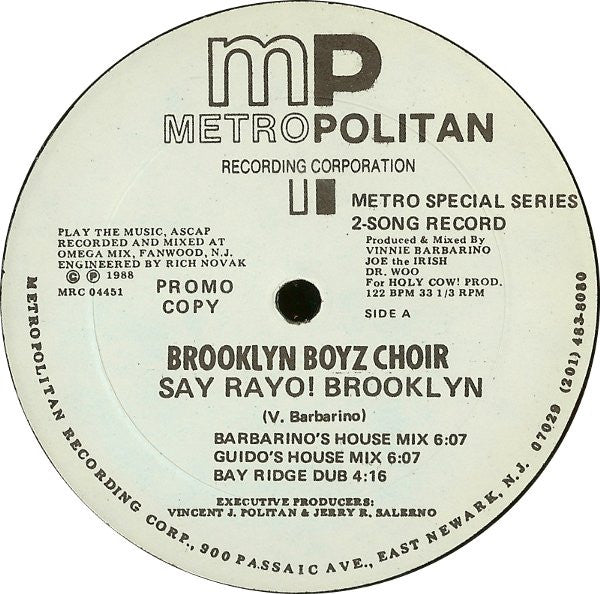 mp
METROPOLITAN
RECORDING CORPORATION
METRO SPECIAL SERIES
2-SONG RECORD
PLAY THE MUSIC, ASCAP
RECORDED AND MIXED AT
OMEGA MIX, FANWOOD, N.J.
ENGINEERED BY RICH NOVAK
© ℗ 1988
MRC 04451
PROMO
COPY
Produced & Mixed By
VINNIE BARBARINO
JOE the IRISH
DR. WOO
For HOLY COW! PROD.
122 BPM 33 1/3 RPM
SIDE A
BROOKLYN BOYZ CHOIR
SAY RAYO! BROOKLYN
(V. Barbarino)
BARBARINO'S HOUSE MIX 6:07
GUIDO'S HOUSE MIX 6:07
BAY RIDGE DUB 4:16
EXECUTIVE PRODUCERS:
VINCENT J. POLITAN & JERRY R. SALERNO
METROPOLITAN RECORDING CORP., 900 PASSAIC AVE., EAST NEWARK, N.J. 07029 (201) 483-8080